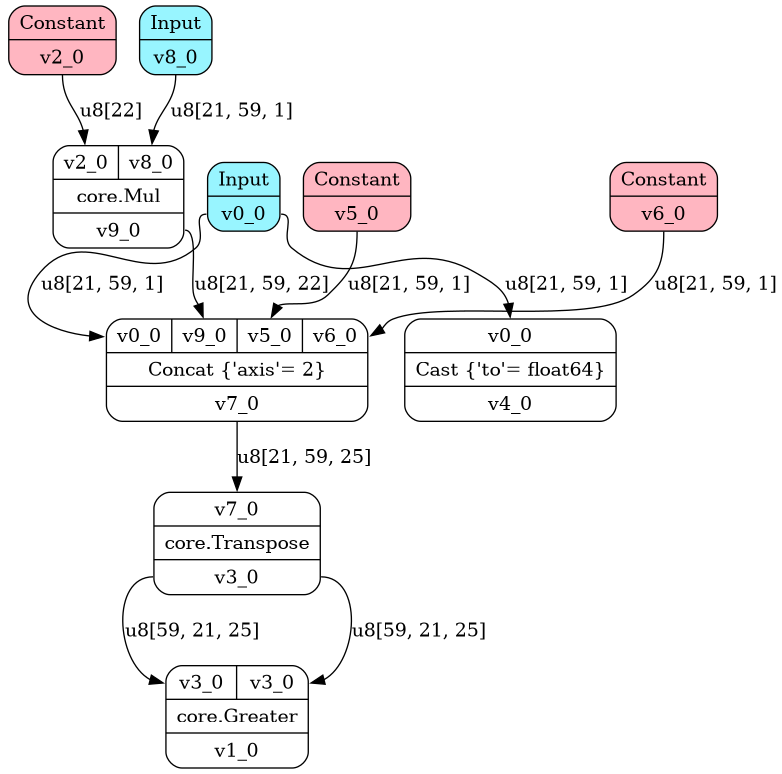 Constant
v2_0
Input
v8_0
u8[22]
u8[21, 59, 1]
v2_0 v8_0
core.Mul
v9_0
Input
v0_0
Constant
v5_0
Constant
v6_0
u8[21, 59, 1]
u8[21, 59, 22]
u8[21, 59, 1]
u8[21, 59, 1]
u8[21, 59, 1]
v0_0 v9_0 v5_0 v6_0
Concat {'axis'= 2}
v7_0
v0_0
Cast {'to'= float64}
v4_0
u8[21, 59, 25]
v7_0
core.Transpose
v3_0
u8[59, 21, 25]
u8[59, 21, 25]
v3_0 v3_0
core.Greater
v1_0